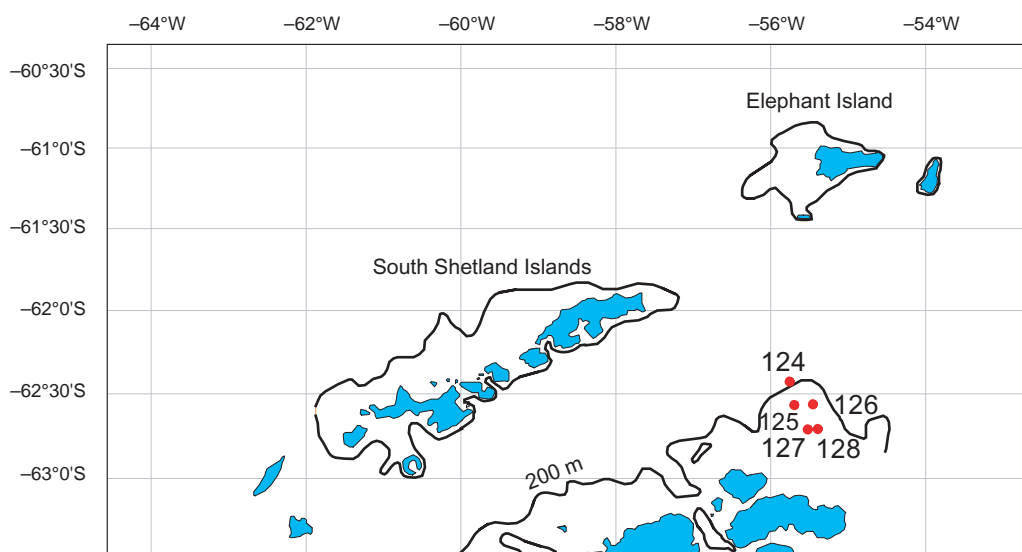 –64°W –62°W –60°W –58°W –56°W –54°W
–60°30'S
Elephant Island
–61°0'S
–61°30'S
South Shetland Islands
–62°0'S
124
–62°30'S
126
125
127 128
–63°0'S
200 m